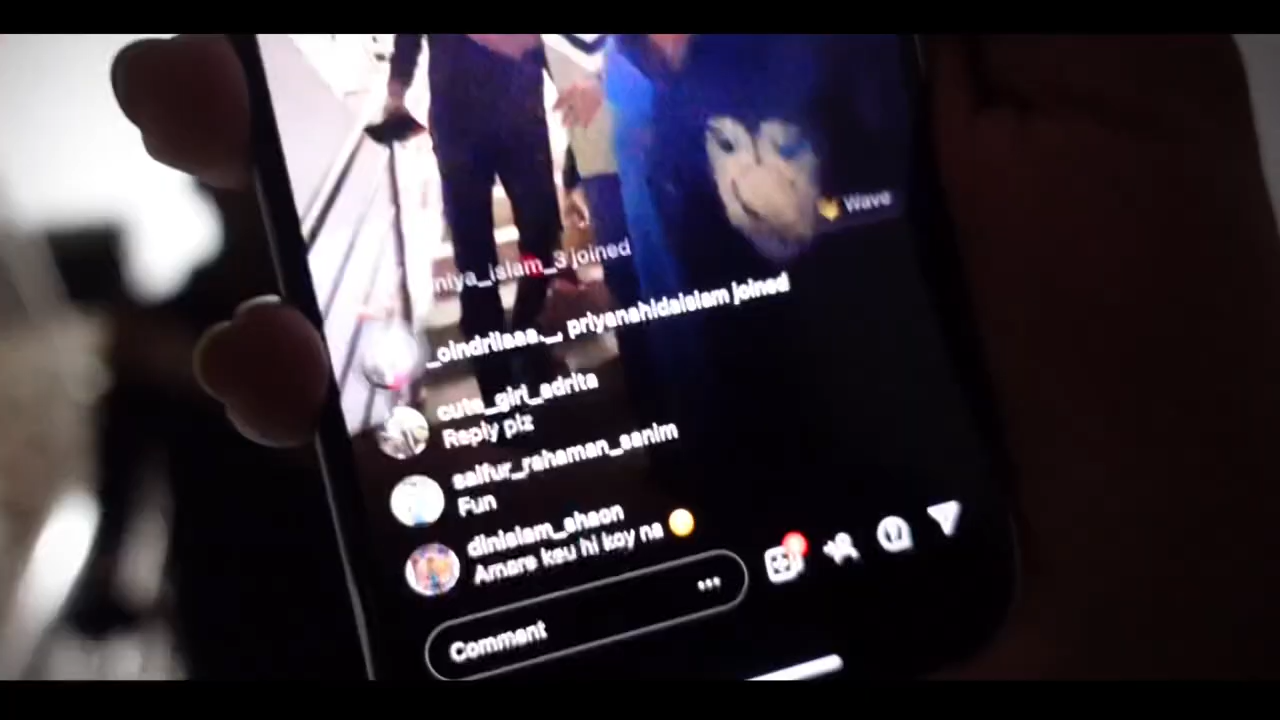 Wave
niya_islam_3 joined
_oindrilaaa._, priyanahidaislam joined
cute_girl_adrita
Reply plz
saifur_rahaman_sanim
Fun
dinislam_shaon
Amare keu hi koy na
Comment